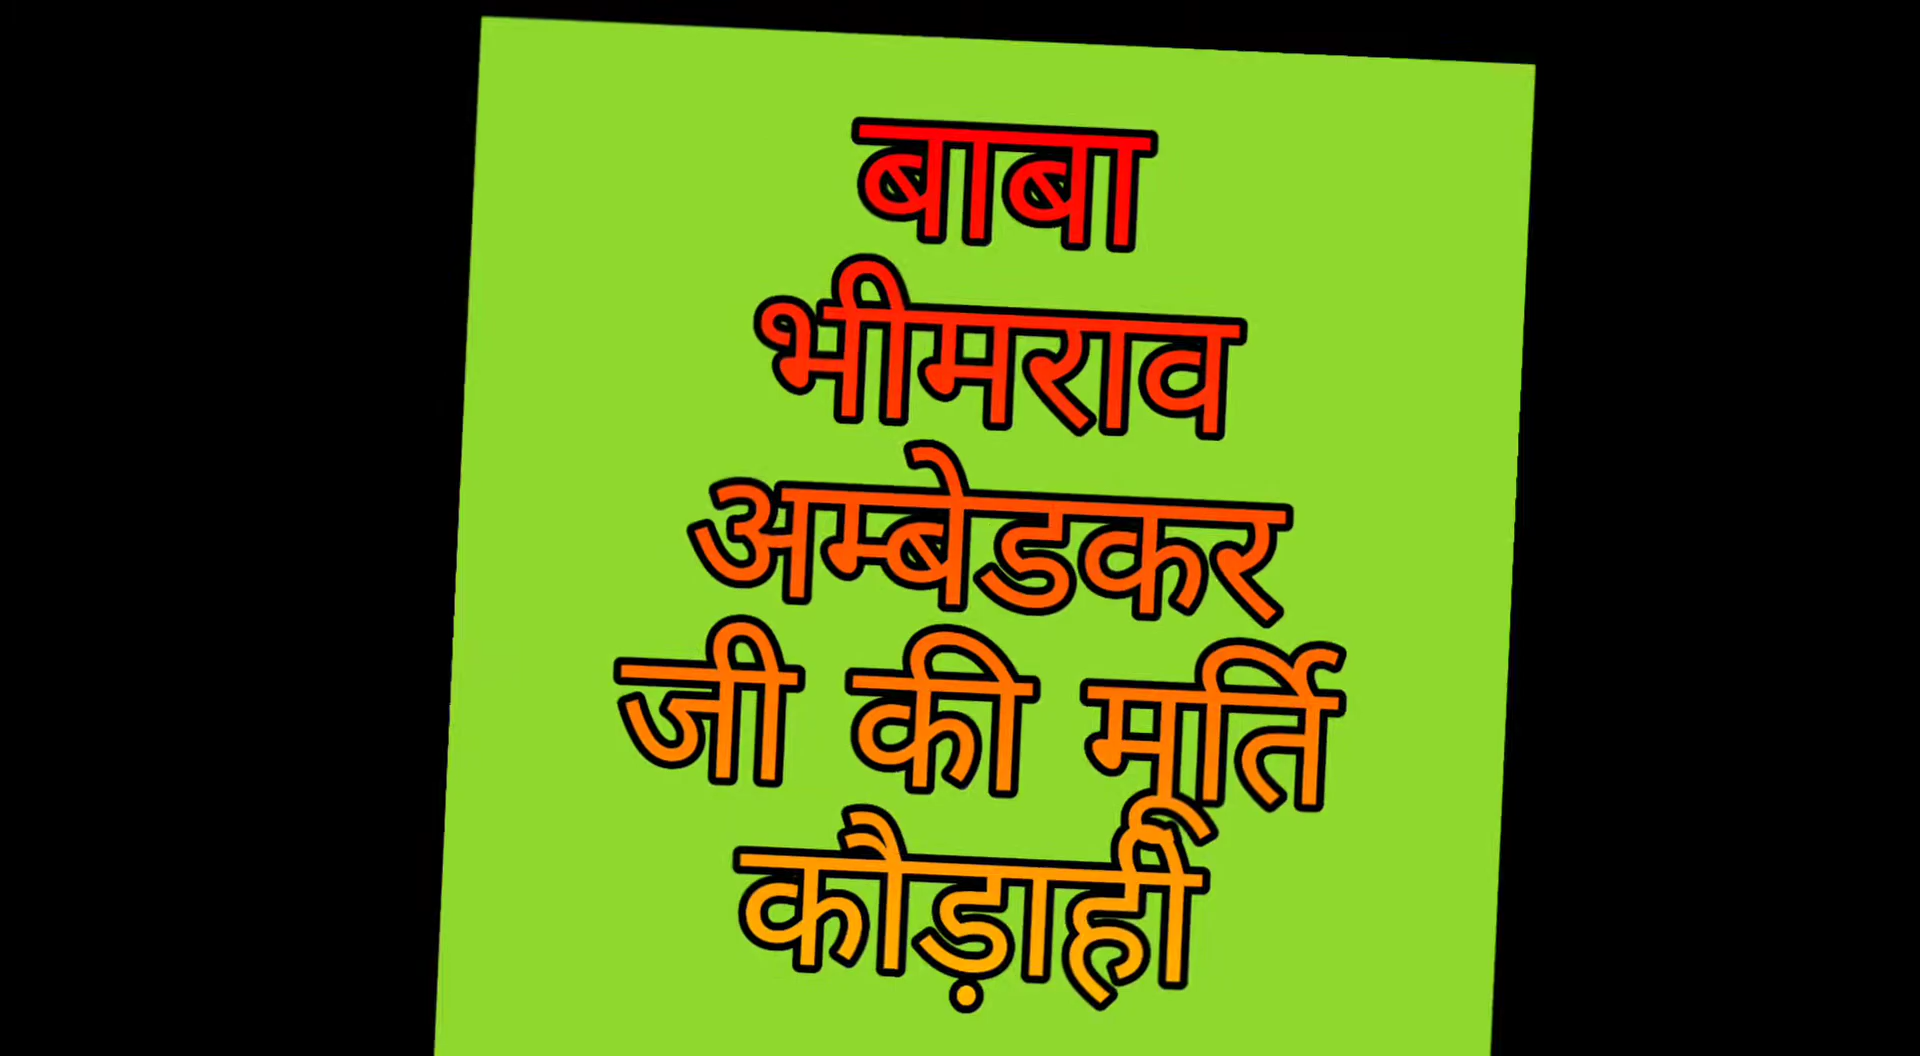 बाबा
भीमराव
अम्बेडकर
जी की मूर्ति
कौड़ाही